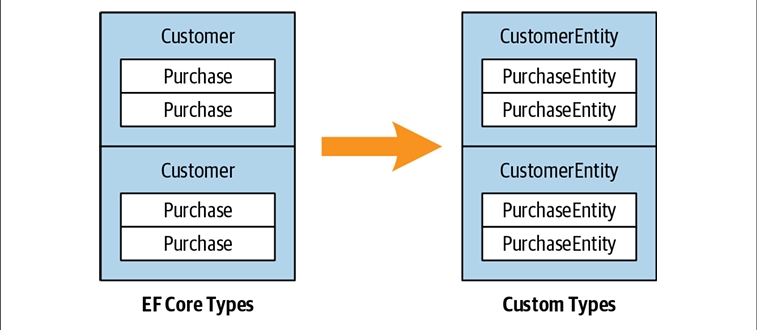 Customer
Purchase
Purchase
Customer
Purchase
Purchase
EF Core Types
CustomerEntity
PurchaseEntity
PurchaseEntity
CustomerEntity
PurchaseEntity
PurchaseEntity
Custom Types